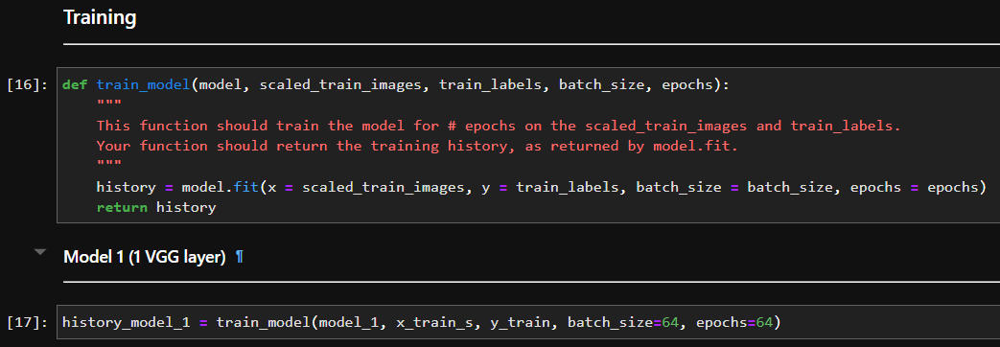 Training
[16]: def train_model(model, scaled_train_images, train_labels, batch_size, epochs):
"""
This function should train the model for # epochs on the scaled_train_images and train_labels.
Your function should return the training history, as returned by model.fit.
"""
history = model.fit(x = scaled_train_images, y = train_labels, batch_size = batch_size, epochs = epochs)
return history
Model 1 (1 VGG layer) ¶
[17]: history_model_1 = train_model(model_1, x_train_s, y_train, batch_size=64, epochs=64)